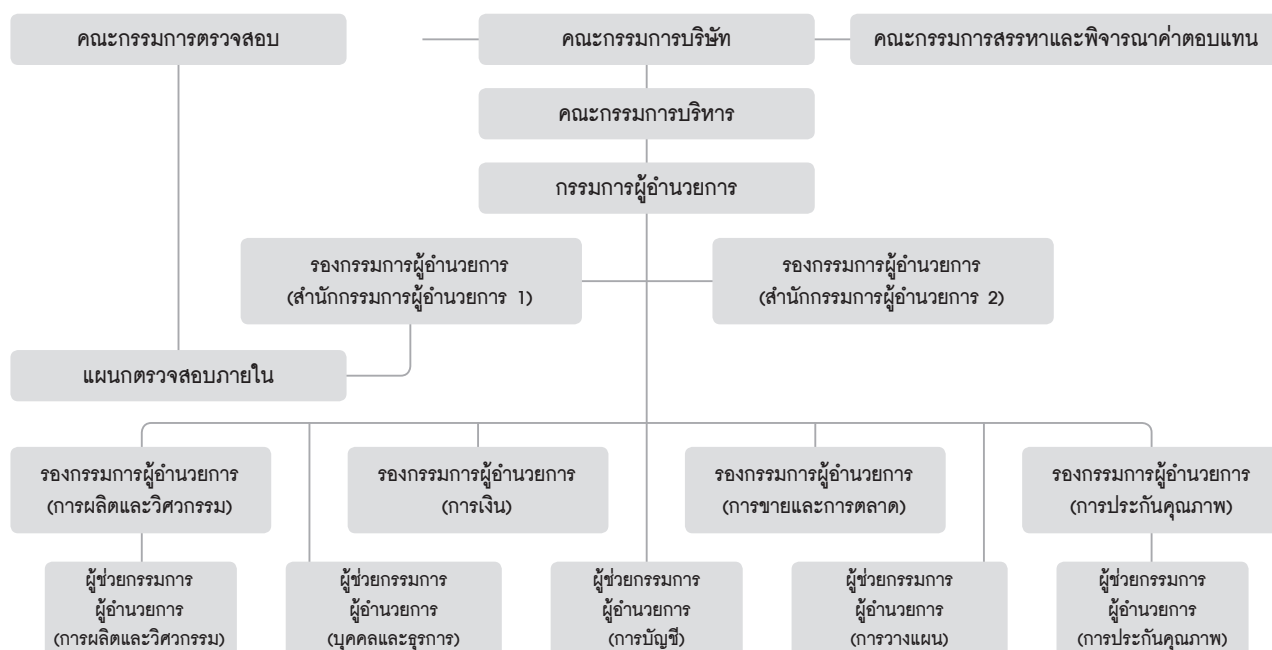 คณะกรรมการตรวจสอบ
คณะกรรมการบริษัท
คณะกรรมการสรรหาและพิจารณาค่าตอบแทน
คณะกรรมการบริหาร
กรรมการผู้อำนวยการ
รองกรรมการผู้อำนวยการ
(สำนักกรรมการผู้อำนวยการ 1)
รองกรรมการผู้อำนวยการ
(สำนักกรรมการผู้อำนวยการ 2)
แผนกตรวจสอบภายใน
รองกรรมการผู้อำนวยการ
(การผลิตและวิศวกรรม)
รองกรรมการผู้อำนวยการ
(การเงิน)
รองกรรมการผู้อำนวยการ
(การขายและการตลาด)
รองกรรมการผู้อำนวยการ
(การประกันคุณภาพ)
ผู้ช่วยกรรมการ
ผู้อำนวยการ
(การผลิตและวิศวกรรม)
ผู้ช่วยกรรมการ
ผู้อำนวยการ
(บุคคลและธุรการ)
ผู้ช่วยกรรมการ
ผู้อำนวยการ
(การบัญชี)
ผู้ช่วยกรรมการ
ผู้อำนวยการ
(การวางแผน)
ผู้ช่วยกรรมการ
ผู้อำนวยการ
(การประกันคุณภาพ)